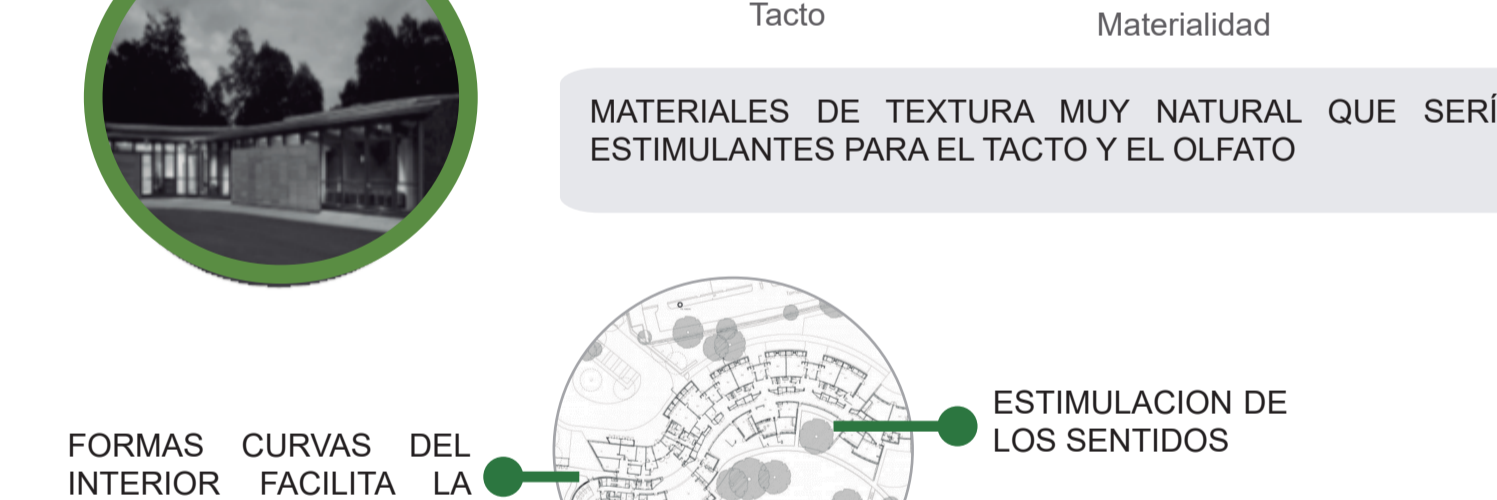 Tacto
Materialidad
MATERIALES DE TEXTURA MUY NATURAL QUE
ESTIMULANTES PARA EL TACTO Y EL OLFATO
ESTIMULACION DE
LOS SENTIDOS
FORMAS CURVAS DEL
INTERIOR FACILITA LA